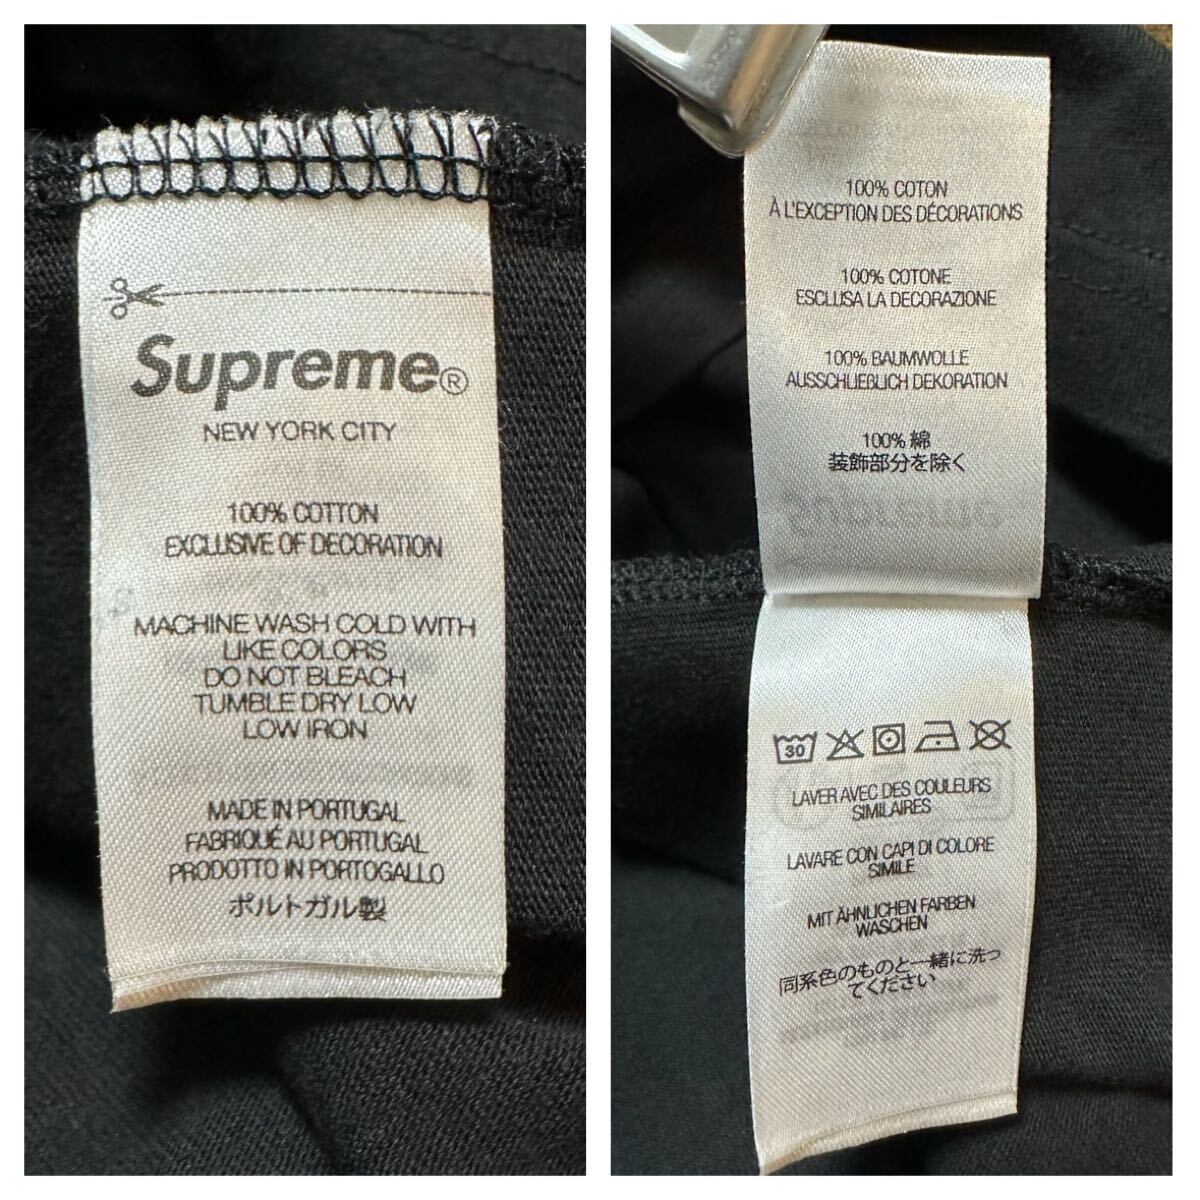 Supreme®
NEW YORK CITY
100% COTTON
EXCLUSIVE OF DECORATION
MACHINE WASH COLD WITH
LIKE COLORS
DO NOT BLEACH
TUMBLE DRY LOW
LOW IRON
MADE IN PORTUGAL
FABRIQUÉ AU PORTUGAL
PRODOTTO IN PORTOGALLO
ポルトガル製
100% COTON
À L'EXCEPTION DES DÉCORATIONS
100% COTONE
ESCLUSA LA DECORAZIONE
100% BAUMWOLLE
AUSSCHLIEßLICH DEKORATION
100% 綿
装飾部分を除く
30
LAVER AVEC DES COULEURS
SIMILAIRES
LAVARE CON CAPI DI COLORE
SIMILE
MIT ÄHNLICHEN FARBEN
WASCHEN
同系色のものと一緒に洗っ
てください